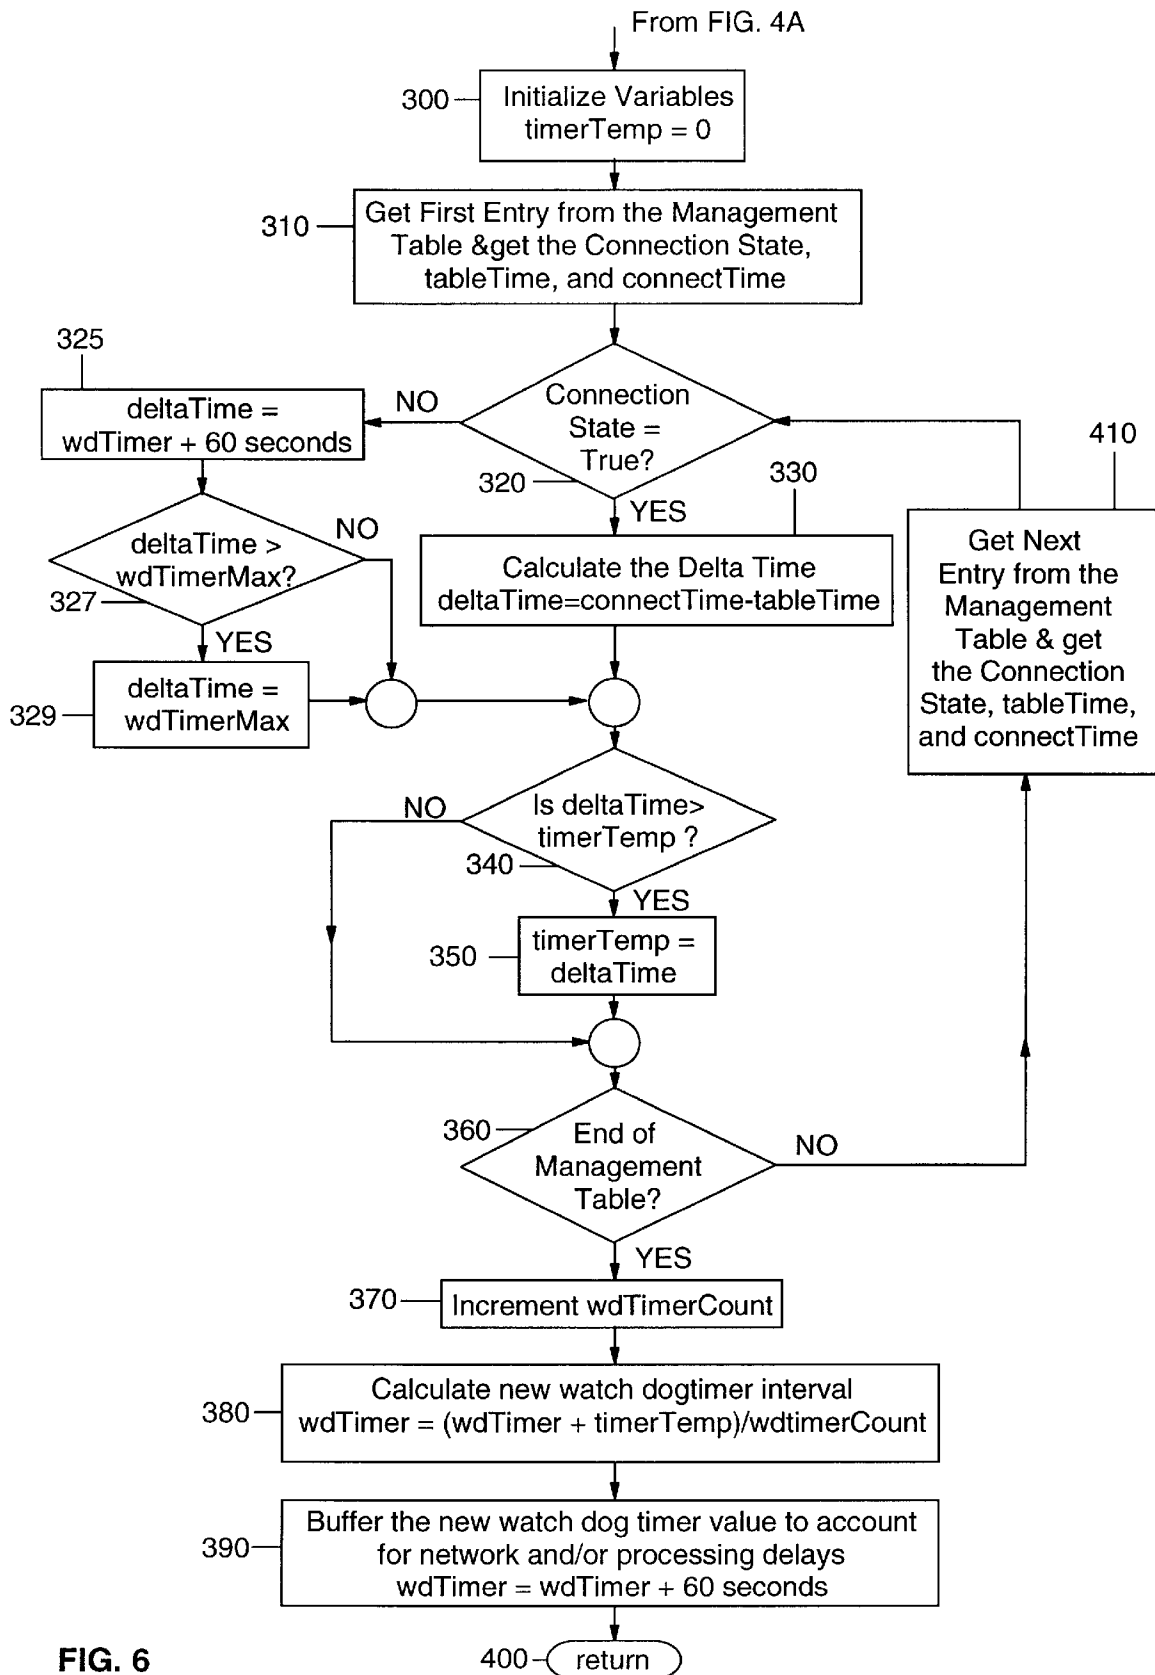 From FIG. 4A
300
Initialize Variables
timerTemp = 0
310
Get First Entry from the Management
Table &get the Connection State,
tableTime, and connectTime
325
deltaTime =
wdTimer + 60 seconds
NO
Connection
State =
True?
320
YES
330
410
deltaTime >
wdTimerMax?
327
NO
YES
Calculate the Delta Time
deltaTime=connectTime-tableTime
Get Next
Entry from the
Management
Table & get
the Connection
State, tableTime,
and connectTime
329
deltaTime =
wdTimerMax
NO
Is deltaTime>
timerTemp ?
340
YES
350
timerTemp =
deltaTime
360
End of
Management
Table?
NO
YES
370
Increment wdTimerCount
380
Calculate new watch dogtimer interval
wdTimer = (wdTimer + timerTemp)/wdtimerCount
390
Buffer the new watch dog timer value to account
for network and/or processing delays
wdTimer = wdTimer + 60 seconds
FIG. 6
400
return